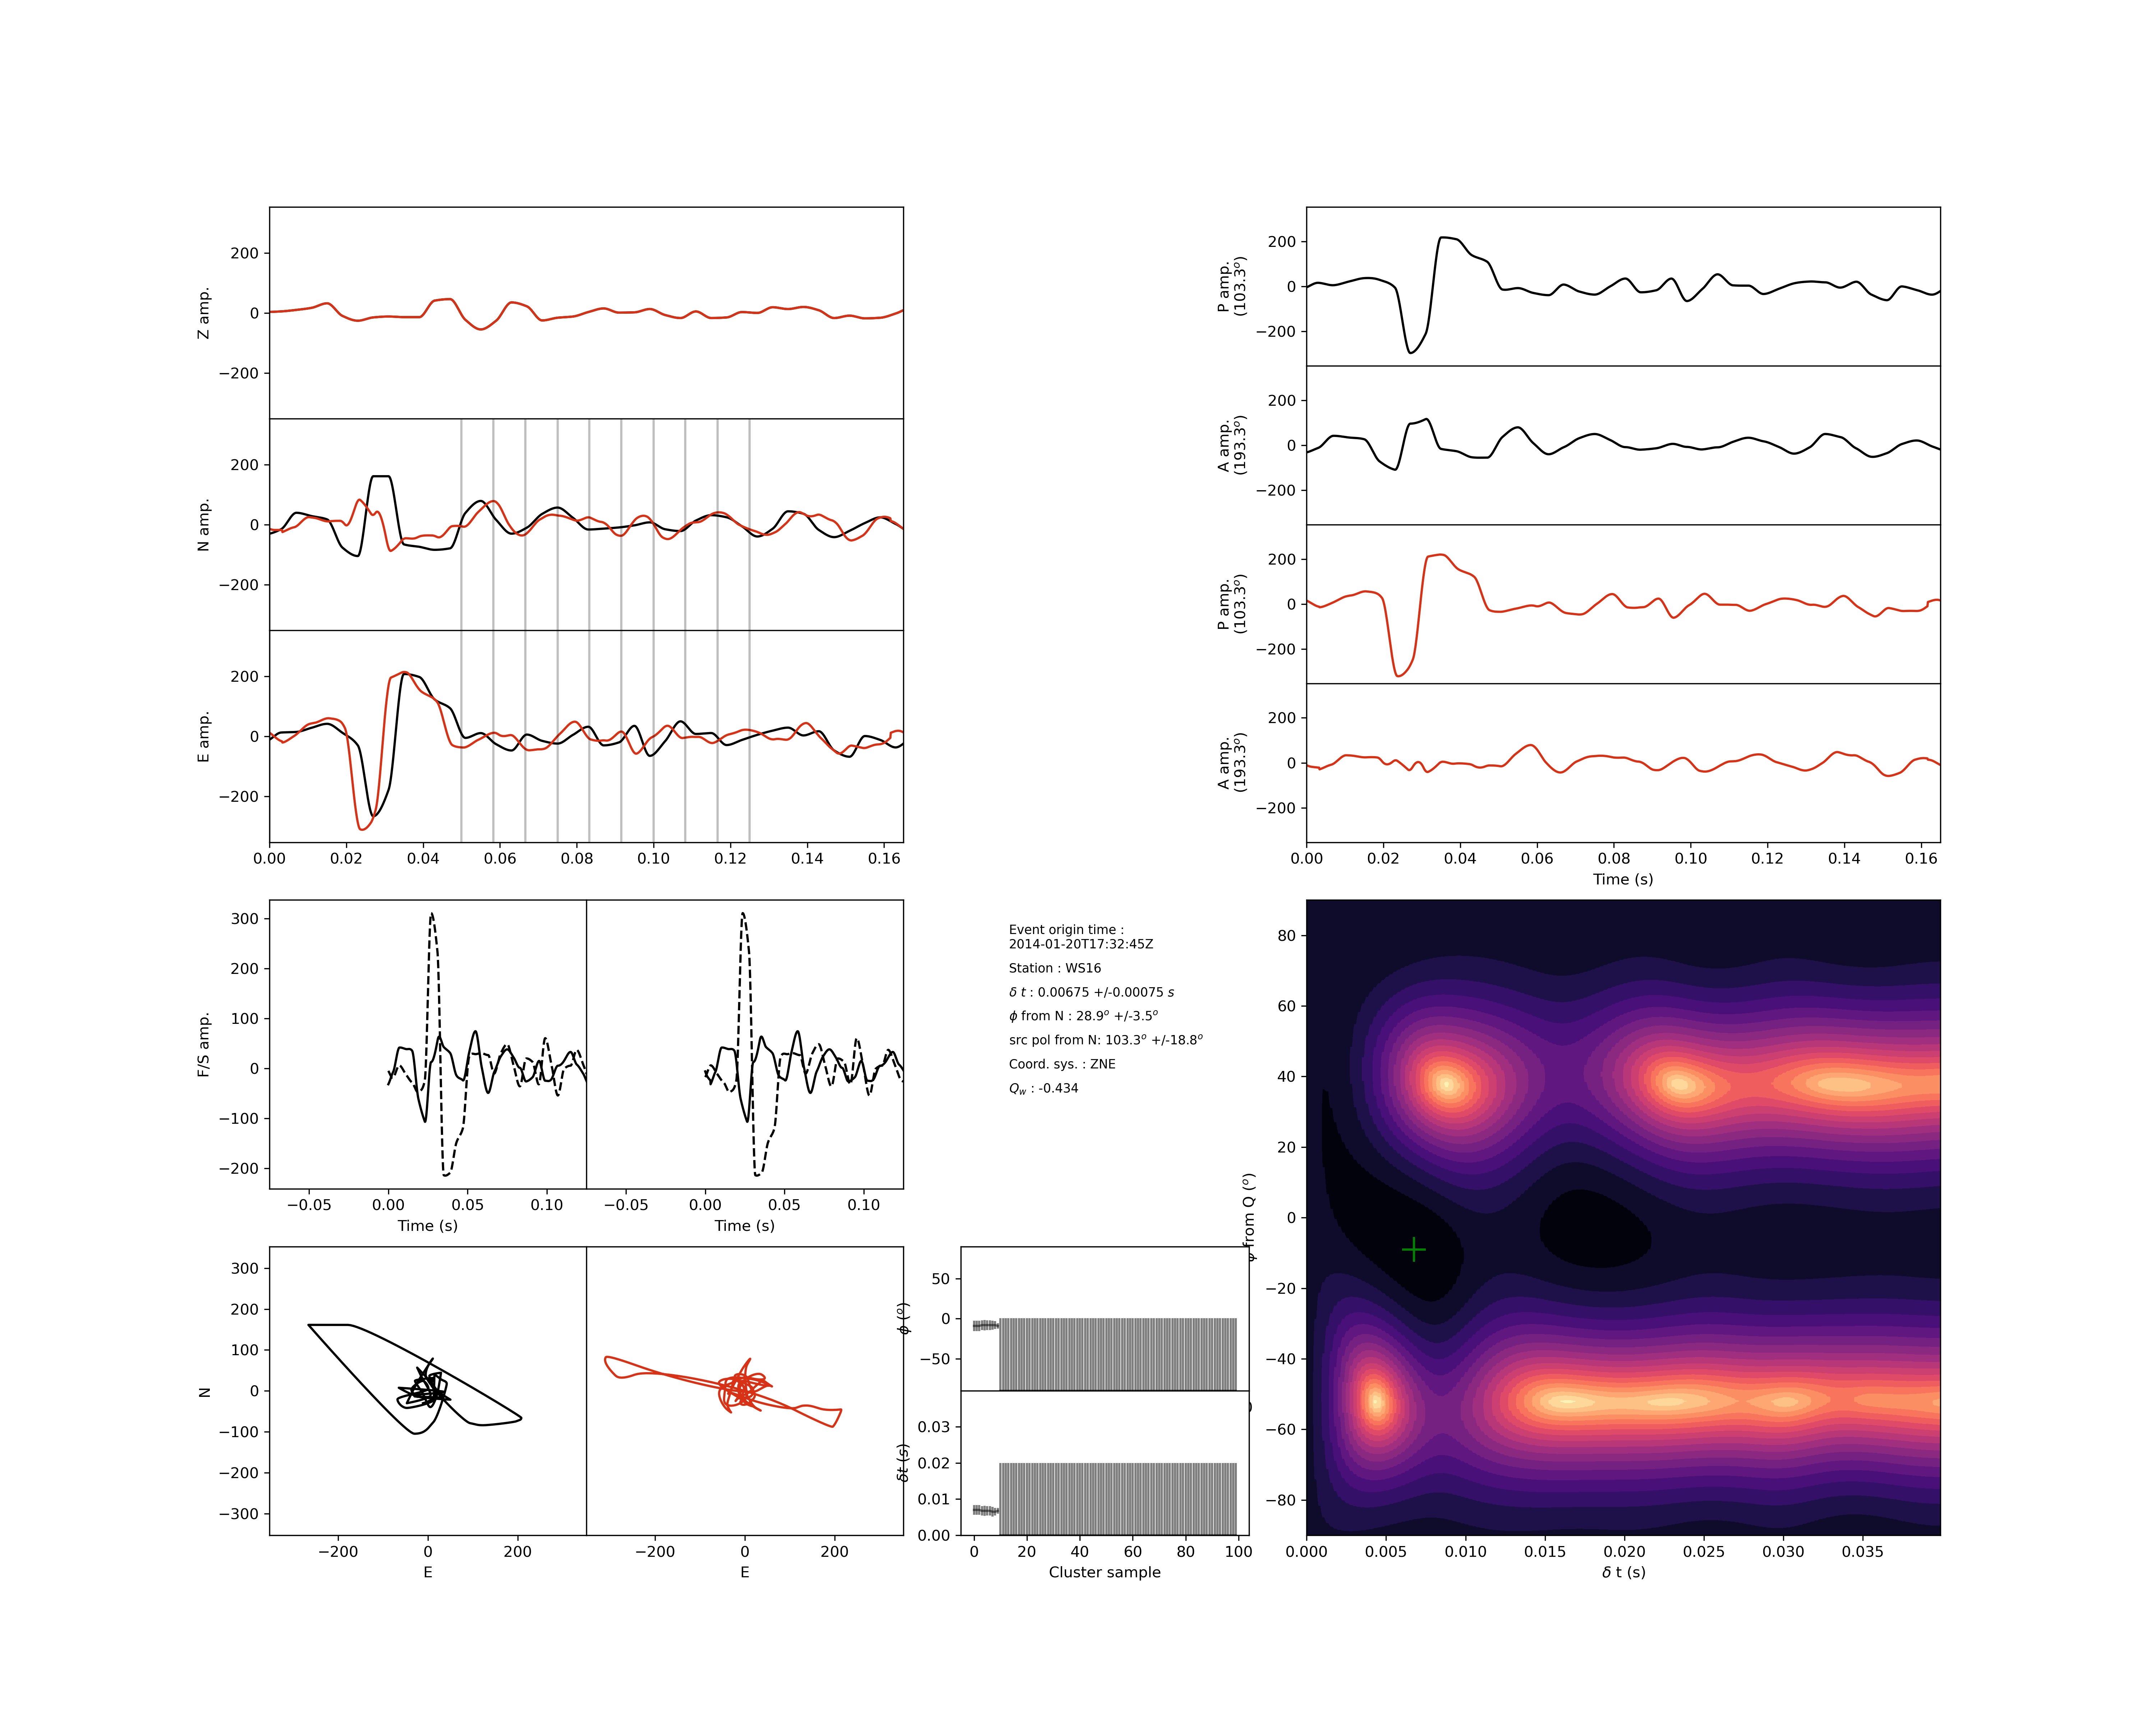 200
0
−200
Z amp.
200
0
−200
N amp.
200
0
−200
E amp.
0.00 0.02 0.04 0.06 0.08 0.10 0.12 0.14 0.16
200
0
−200
P amp.
(103.3°)
200
0
−200
A amp.
(193.3°)
200
0
−200
P amp.
(103.3°)
200
0
−200
A amp.
(193.3°)
0.00 0.02 0.04 0.06 0.08 0.10 0.12 0.14 0.16
Time (s)
300
200
100
0
−100
−200
F/S amp.
−0.05 0.00 0.05 0.10 −0.05 0.00 0.05 0.10
Time (s) Time (s)
Event origin time :
2014-01-20T17:32:45Z
Station : WS16
δ t : 0.00675 +/-0.00075 s
ϕ from N : 28.9° +/-3.5°
src pol from N: 103.3° +/-18.8°
Coord. sys. : ZNE
Qw : -0.434
300
200
100
0
−100
−200
−300
N
−200 0 200 −200 0 200
E E
50
0
−50
ϕ (°)
0.03
0.02
0.01
0.00
δt (s)
0 20 40 60 80 100
Cluster sample
80
60
40
20
0
−20
−40
−60
−80
ϕ from Q (°)
0.000 0.005 0.010 0.015 0.020 0.025 0.030 0.035
δ t (s)